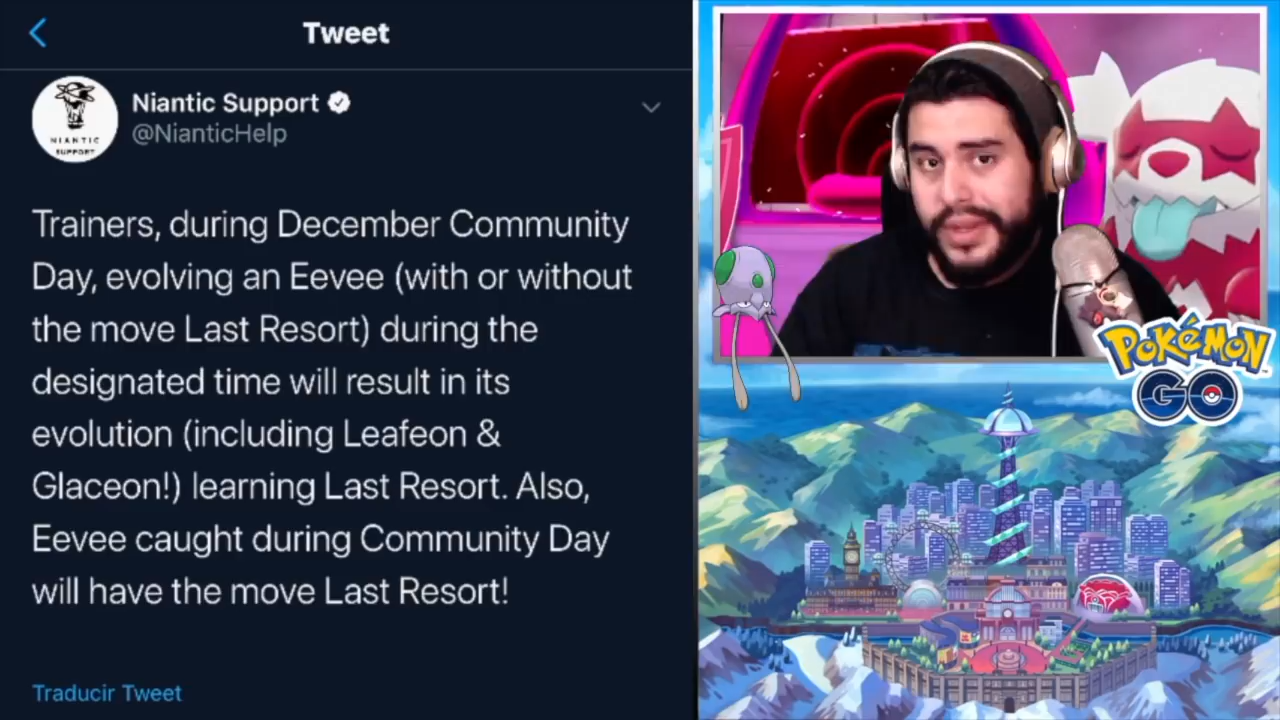 Tweet
Niantic Support
@NianticHelp
NIANTIC
SUPPORT
Trainers, during December Community
Day, evolving an Eevee (with or without
the move Last Resort) during the
designated time will result in its
evolution (including Leafeon &
Glaceon!) learning Last Resort. Also,
Eevee caught during Community Day
will have the move Last Resort!
Traducir Tweet
POKÉMON
GO